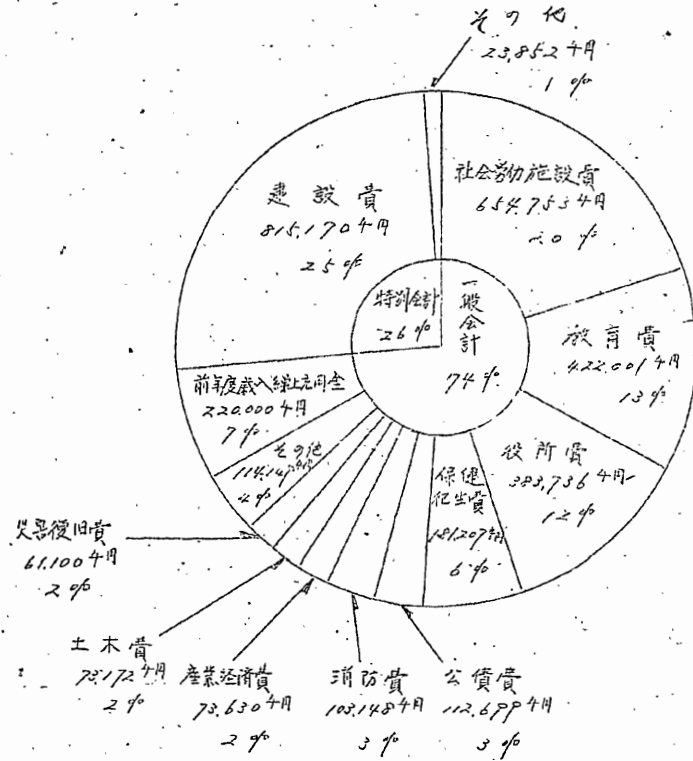 その他
23,852千円
1%
社会労働施設費
654,753千円
20%
教育費
422,001千円
13%
役所費
383,736千円
12%
保健
衛生費
181,207千円
6%
公債費
112,699千円
3%
消防費
103,148千円
3%
産業経済費
73,630千円
2%
土木費
73,172千円
2%
災害復旧費
61,100千円
2%
その他
114,147千円
4%
前年度歳入繰上充用金
220,000千円
7%
建設費
815,170千円
25%
特別会計
26%
一般会計
74%